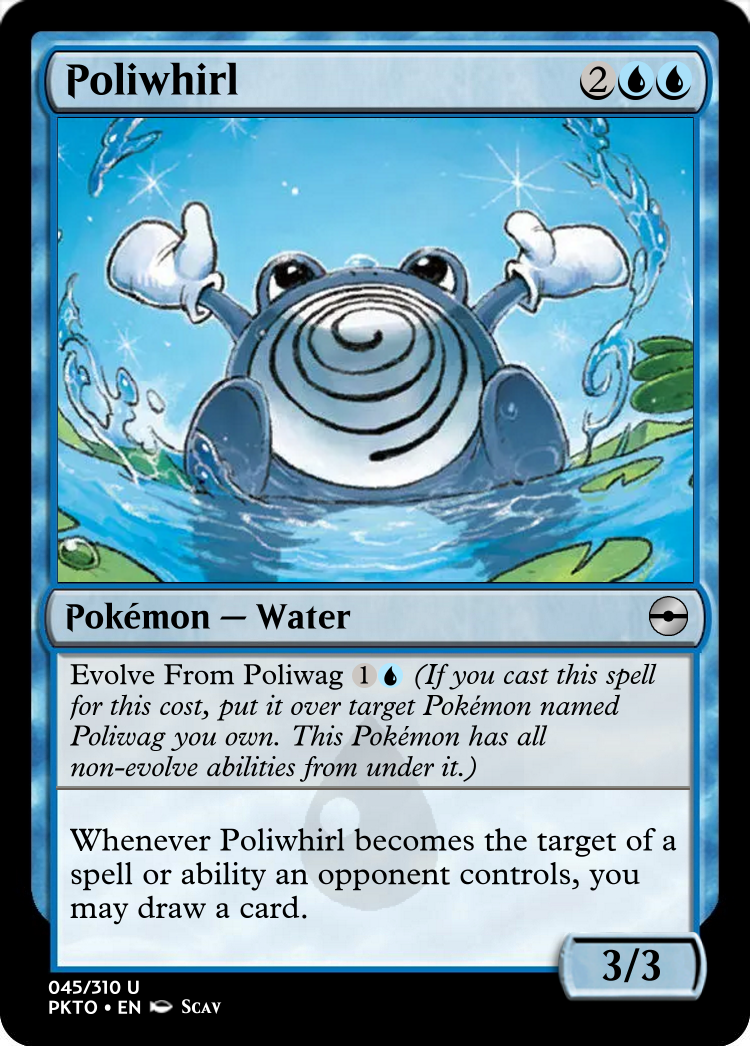 Poliwhirl 2
Pokémon — Water
Evolve From Poliwag 1 (If you cast this spell
for this cost, put it over target Pokémon named
Poliwag you own. This Pokémon has all
non-evolve abilities from under it.)
Whenever Poliwhirl becomes the target of a
spell or ability an opponent controls, you
may draw a card.
3/3
045/310 U
PKTO • EN Scav